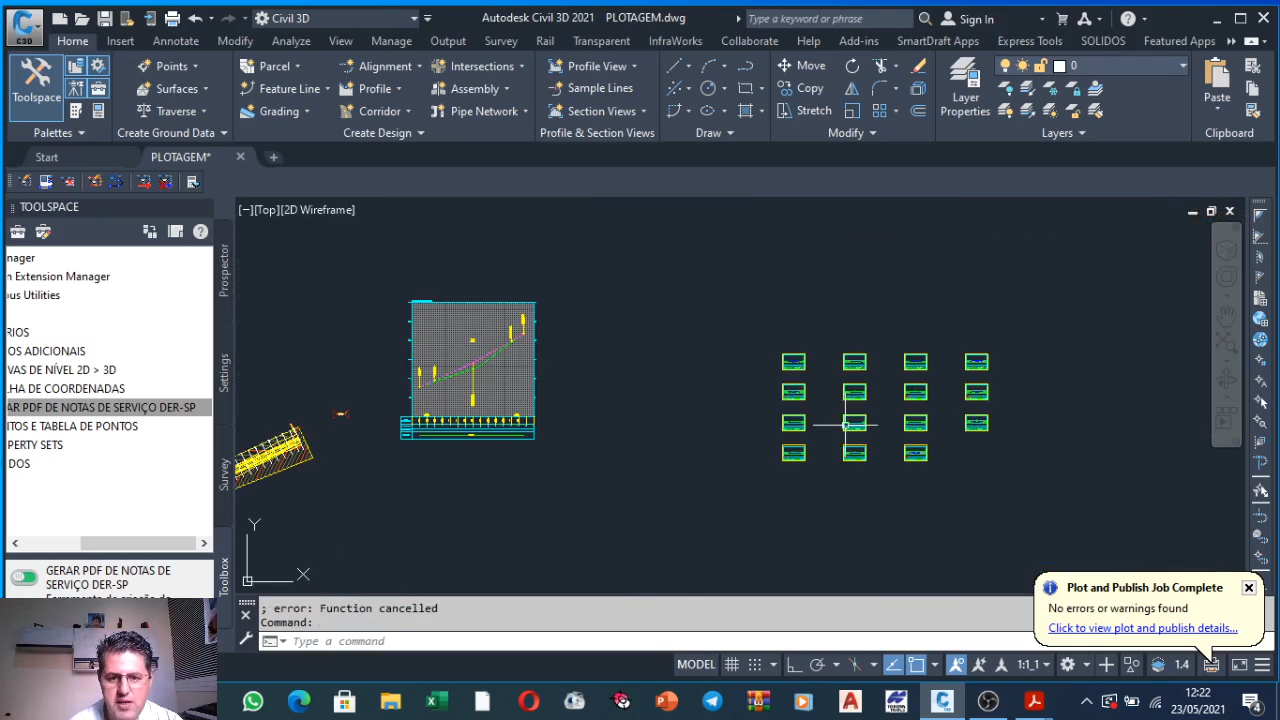 C3D
Civil 3D
Autodesk Civil 3D 2021 PLOTAGEM.dwg
Type a keyword or phrase
Sign In
Home Insert Annotate Modify Analyze View Manage Output Survey Rail Transparent InfraWorks Collaborate Help Add-ins SmartDraft Apps Express Tools SOLIDOS Featured Apps
Toolspace
Palettes
Points
Surfaces
Traverse
Create Ground Data
Parcel
Feature Line
Grading
Alignment
Profile
Corridor
Intersections
Assembly
Pipe Network
Create Design
Profile View
Sample Lines
Section Views
Profile & Section Views
Draw
Move
Copy
Stretch
Modify
Layer
Properties
0
Layers
Paste
Clipboard
Start
PLOTAGEM*
TOOLSPACE
[−][Top][2D Wireframe]
anager
n Extension Manager
ous Utilities
RIOS
OS ADICIONAIS
VAS DE NÍVEL 2D > 3D
LHA DE COORDENADAS
AR PDF DE NOTAS DE SERVIÇO DER-SP
ITOS E TABELA DE PONTOS
PERTY SETS
DOS
Prospector
Settings
Survey
Toolbox
GERAR PDF DE NOTAS DE
SERVIÇO DER-SP
Y
X
; error: Function cancelled
Command:
Type a command
Plot and Publish Job Complete
No errors or warnings found
Click to view plot and publish details...
MODEL
1:1_1
1.4
12:22
23/05/2021
4